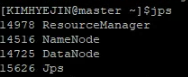 [KIMHYEJIN@master ~]$jps
14978 ResourceManager
14516 NameNode
14725 DataNode
15626 Jps